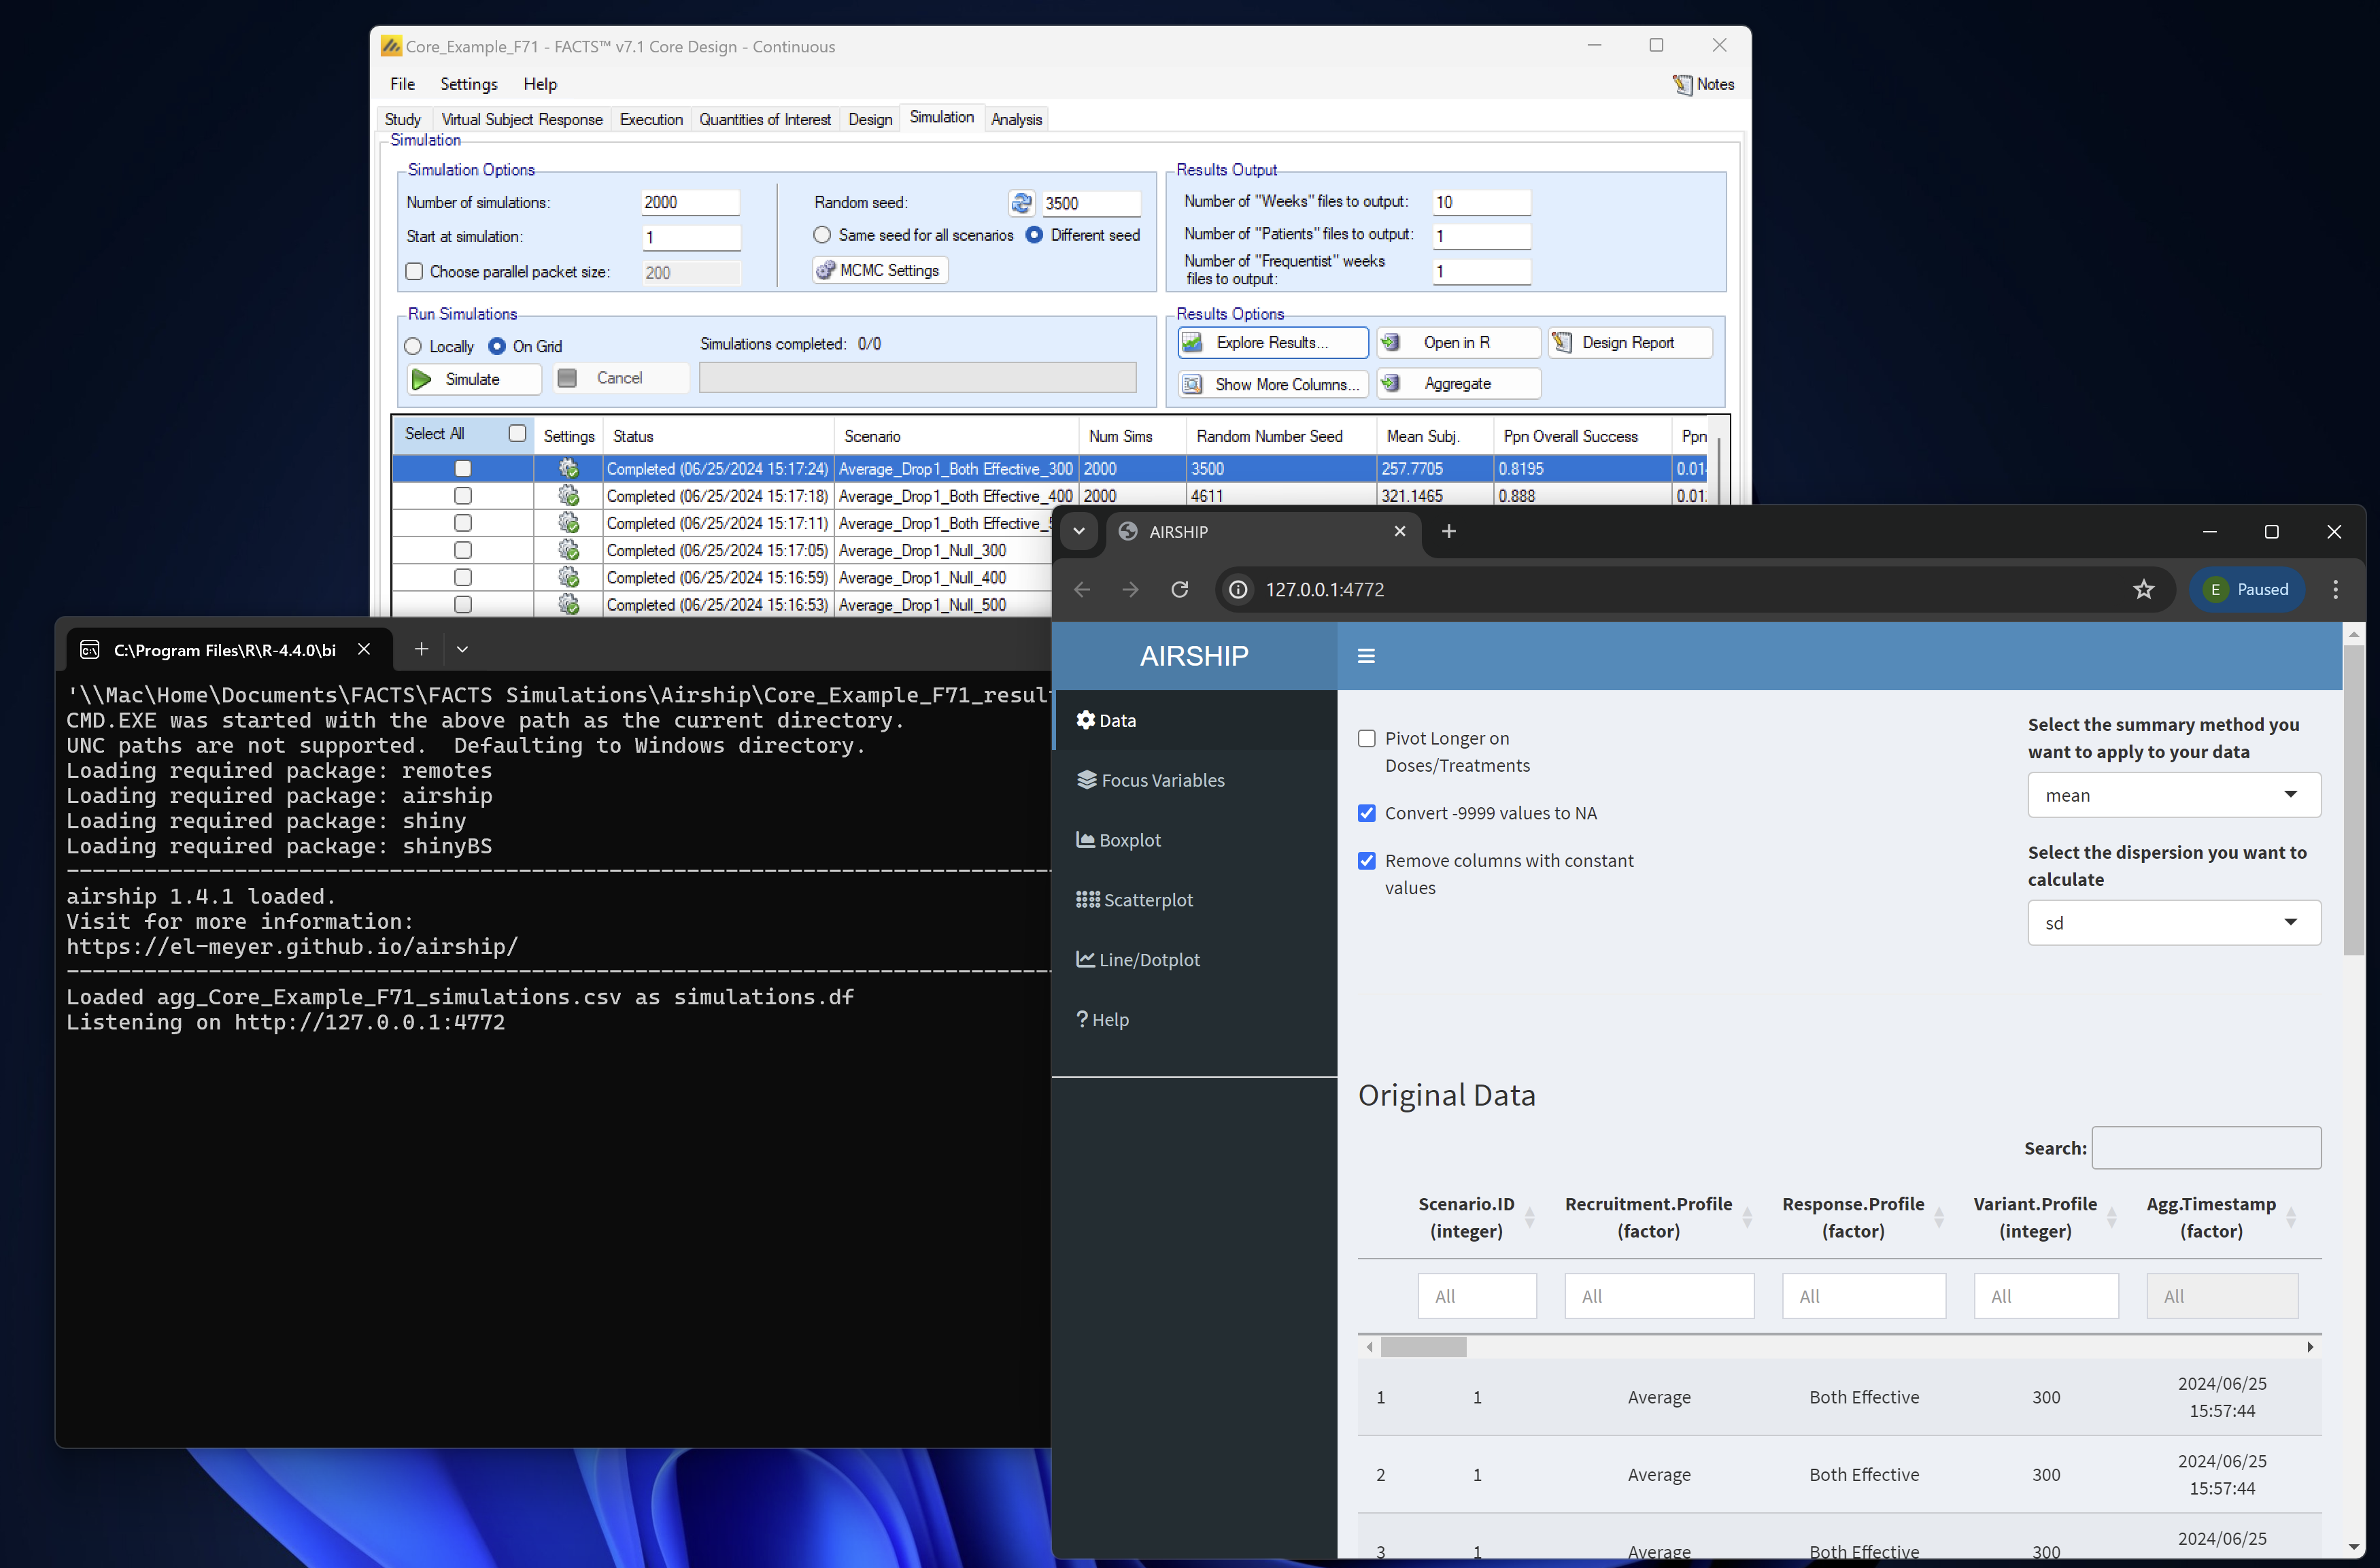 Core_Example_F71 - FACTS™ v7.1 Core Design - Continuous
File Settings Help Notes
Study Virtual Subject Response Execution Quantities of Interest Design Simulation Analysis
Simulation
Simulation Options
Number of simulations: 2000
Start at simulation: 1
Choose parallel packet size: 200
Random seed: 3500
Same seed for all scenarios Different seed
MCMC Settings
Results Output
Number of "Weeks" files to output: 10
Number of "Patients" files to output: 1
Number of "Frequentist" weeks
files to output: 1
Run Simulations
Locally On Grid
Simulations completed: 0/0
Simulate Cancel
Results Options
Explore Results... Open in R Design Report
Show More Columns... Aggregate
Select All Settings Status Scenario Num Sims Random Number Seed Mean Subj. Ppn Overall Success Ppn
Completed (06/25/2024 15:17:24) Average_Drop1_Both Effective_300 2000 3500 257.7705 0.8195 0.01
Completed (06/25/2024 15:17:18) Average_Drop1_Both Effective_400 2000 4611 321.1465 0.888 0.01
Completed (06/25/2024 15:17:11) Average_Drop1_Both Effective_
Completed (06/25/2024 15:17:05) Average_Drop1_Null_300
Completed (06/25/2024 15:16:59) Average_Drop1_Null_400
Completed (06/25/2024 15:16:53) Average_Drop1_Null_500
C:\Program Files\R\R-4.4.0\bi
'\\Mac\Home\Documents\FACTS\FACTS Simulations\Airship\Core_Example_F71_resul
CMD.EXE was started with the above path as the current directory.
UNC paths are not supported.  Defaulting to Windows directory.
Loading required package: remotes
Loading required package: airship
Loading required package: shiny
Loading required package: shinyBS
airship 1.4.1 loaded.
Visit for more information:
https://el-meyer.github.io/airship/
Loaded agg_Core_Example_F71_simulations.csv as simulations.df
Listening on http://127.0.0.1:4772
AIRSHIP
127.0.0.1:4772
E Paused
AIRSHIP
Data
Focus Variables
Boxplot
Scatterplot
Line/Dotplot
? Help
Pivot Longer on
Doses/Treatments
Convert -9999 values to NA
Remove columns with constant
values
Select the summary method you
want to apply to your data
mean
Select the dispersion you want to
calculate
sd
Original Data
Search:
Scenario.ID Recruitment.Profile Response.Profile Variant.Profile Agg.Timestamp
(integer) (factor) (factor) (integer) (factor)
All All All All All
1 1 Average Both Effective 300 2024/06/25
15:57:44
2 1 Average Both Effective 300 2024/06/25
15:57:44
3 1 Average Both Effective 300 2024/06/25